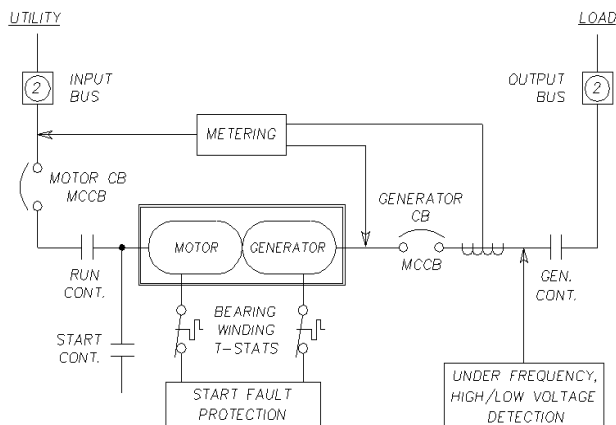 UTILITY
LOAD
2
INPUT
BUS
OUTPUT
BUS
2
METERING
MOTOR CB
MCCB
GENERATOR
CB
MCCB
MOTOR
GENERATOR
RUN
CONT.
GEN.
CONT.
START
CONT.
BEARING
WINDING
T-STATS
START FAULT
PROTECTION
UNDER FREQUENCY,
HIGH/LOW VOLTAGE
DETECTION